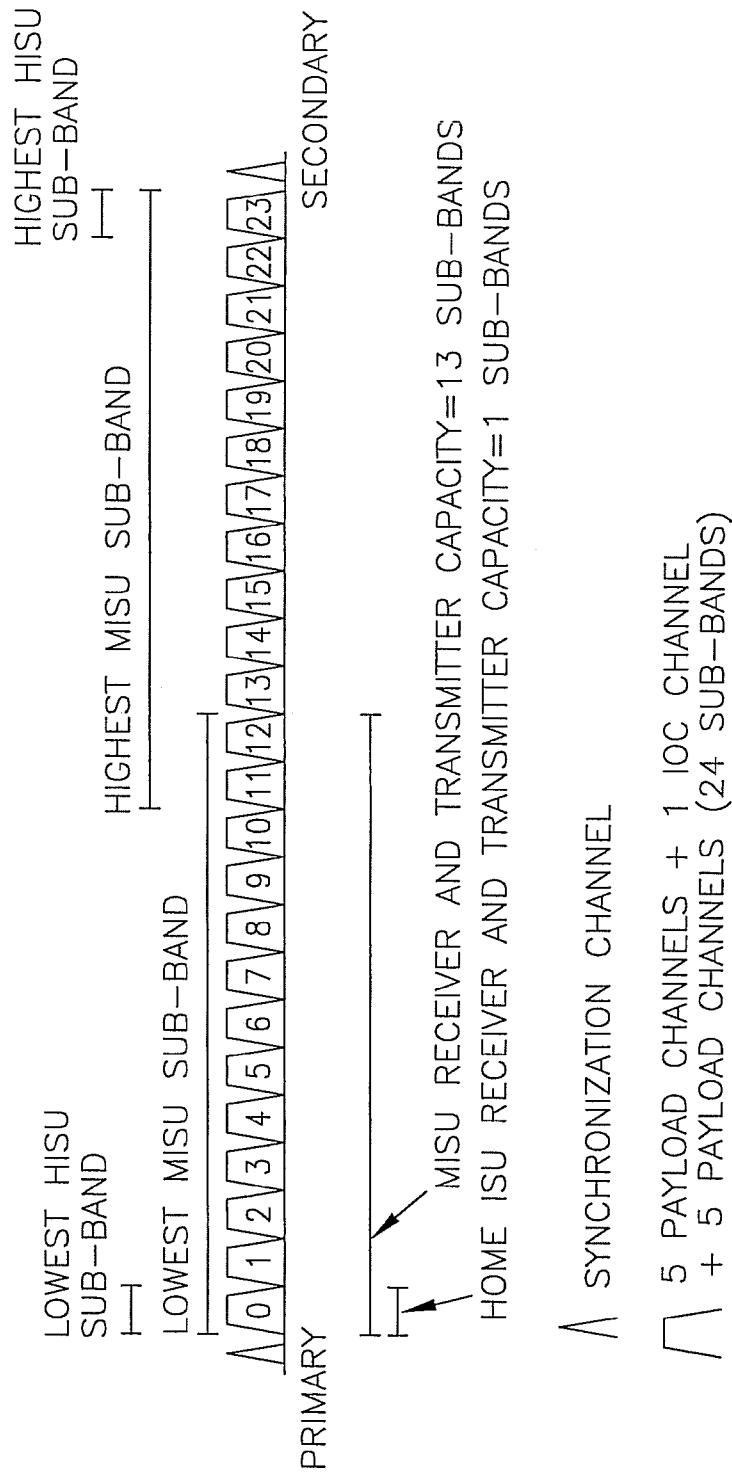 LOWEST HISU
SUB-BAND
HIGHEST HISU
SUB-BAND
HIGHEST MISU SUB-BAND
LOWEST MISU SUB-BAND
0 1 2 3 4 5 6 7 8 9 10 11 12 13 14 15 16 17 18 19 20 21 22 23
PRIMARY
SECONDARY
MISU RECEIVER AND TRANSMITTER CAPACITY=13 SUB-BANDS
HOME ISU RECEIVER AND TRANSMITTER CAPACITY=1 SUB-BANDS
SYNCHRONIZATION CHANNEL
5 PAYLOAD CHANNELS + 1 IOC CHANNEL
+ 5 PAYLOAD CHANNELS (24 SUB-BANDS)